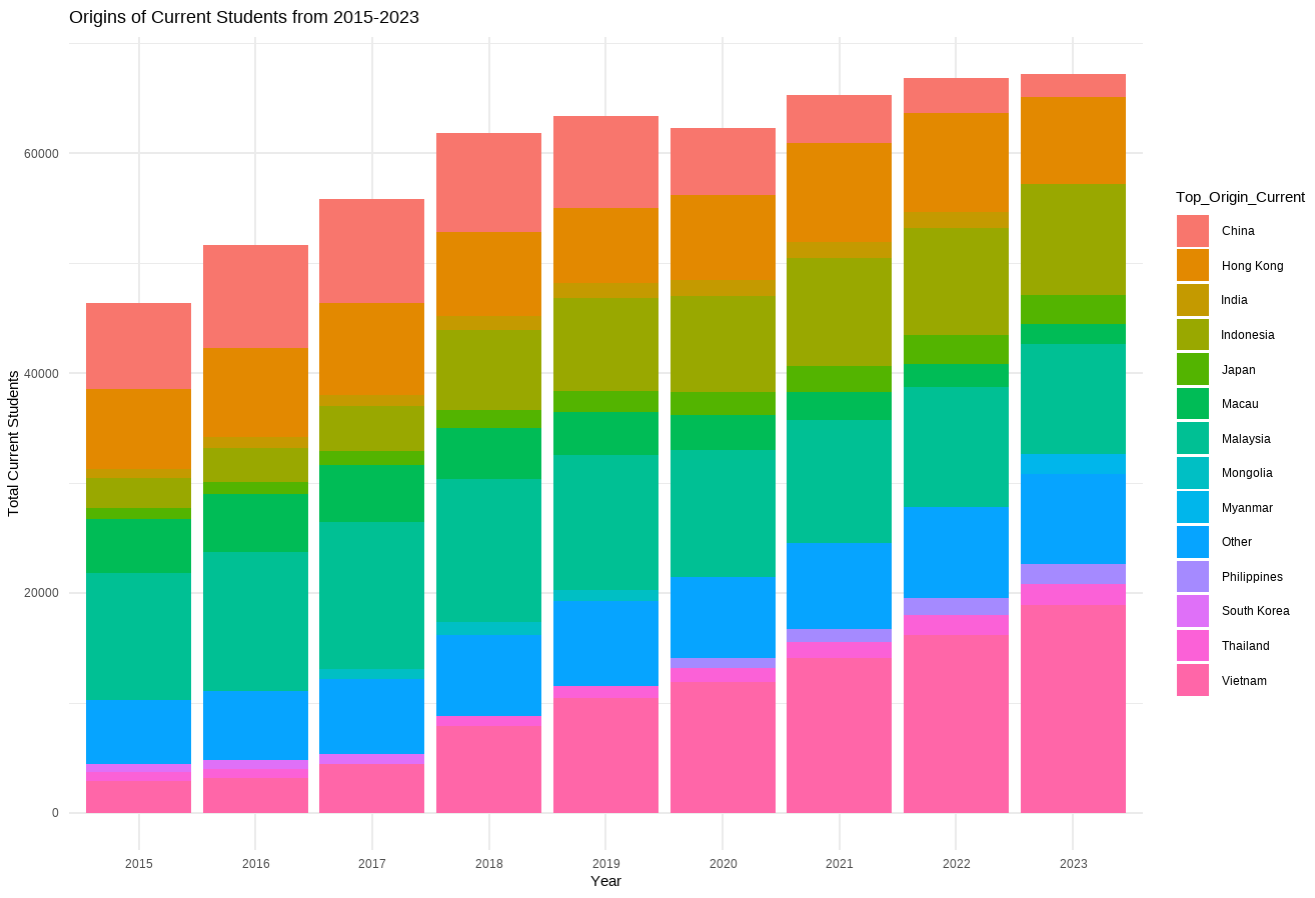 Origins of Current Students from 2015-2023
Total Current Students
60000
40000
20000
0
2015 2016 2017 2018 2019 2020 2021 2022 2023
Year
Top_Origin_Current
China
Hong Kong
India
Indonesia
Japan
Macau
Malaysia
Mongolia
Myanmar
Other
Philippines
South Korea
Thailand
Vietnam